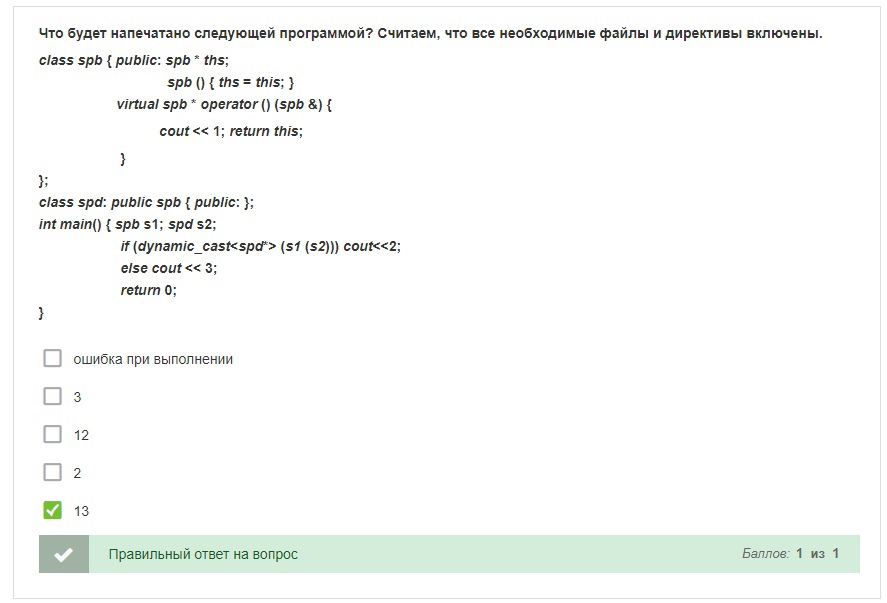 Что будет напечатано следующей программой? Считаем, что все необходимые файлы и директивы включены.
class spb { public: spb * ths;
spb () { ths = this; }
virtual spb * operator () (spb &) {
cout << 1; return this;
}
};
class spd: public spb { public: };
int main() { spb s1; spd s2;
if (dynamic_cast<spd*> (s1 (s2))) cout<<2;
else cout << 3;
return 0;
}
ошибка при выполнении
3
12
2
13
Правильный ответ на вопрос
Баллов: 1 из 1